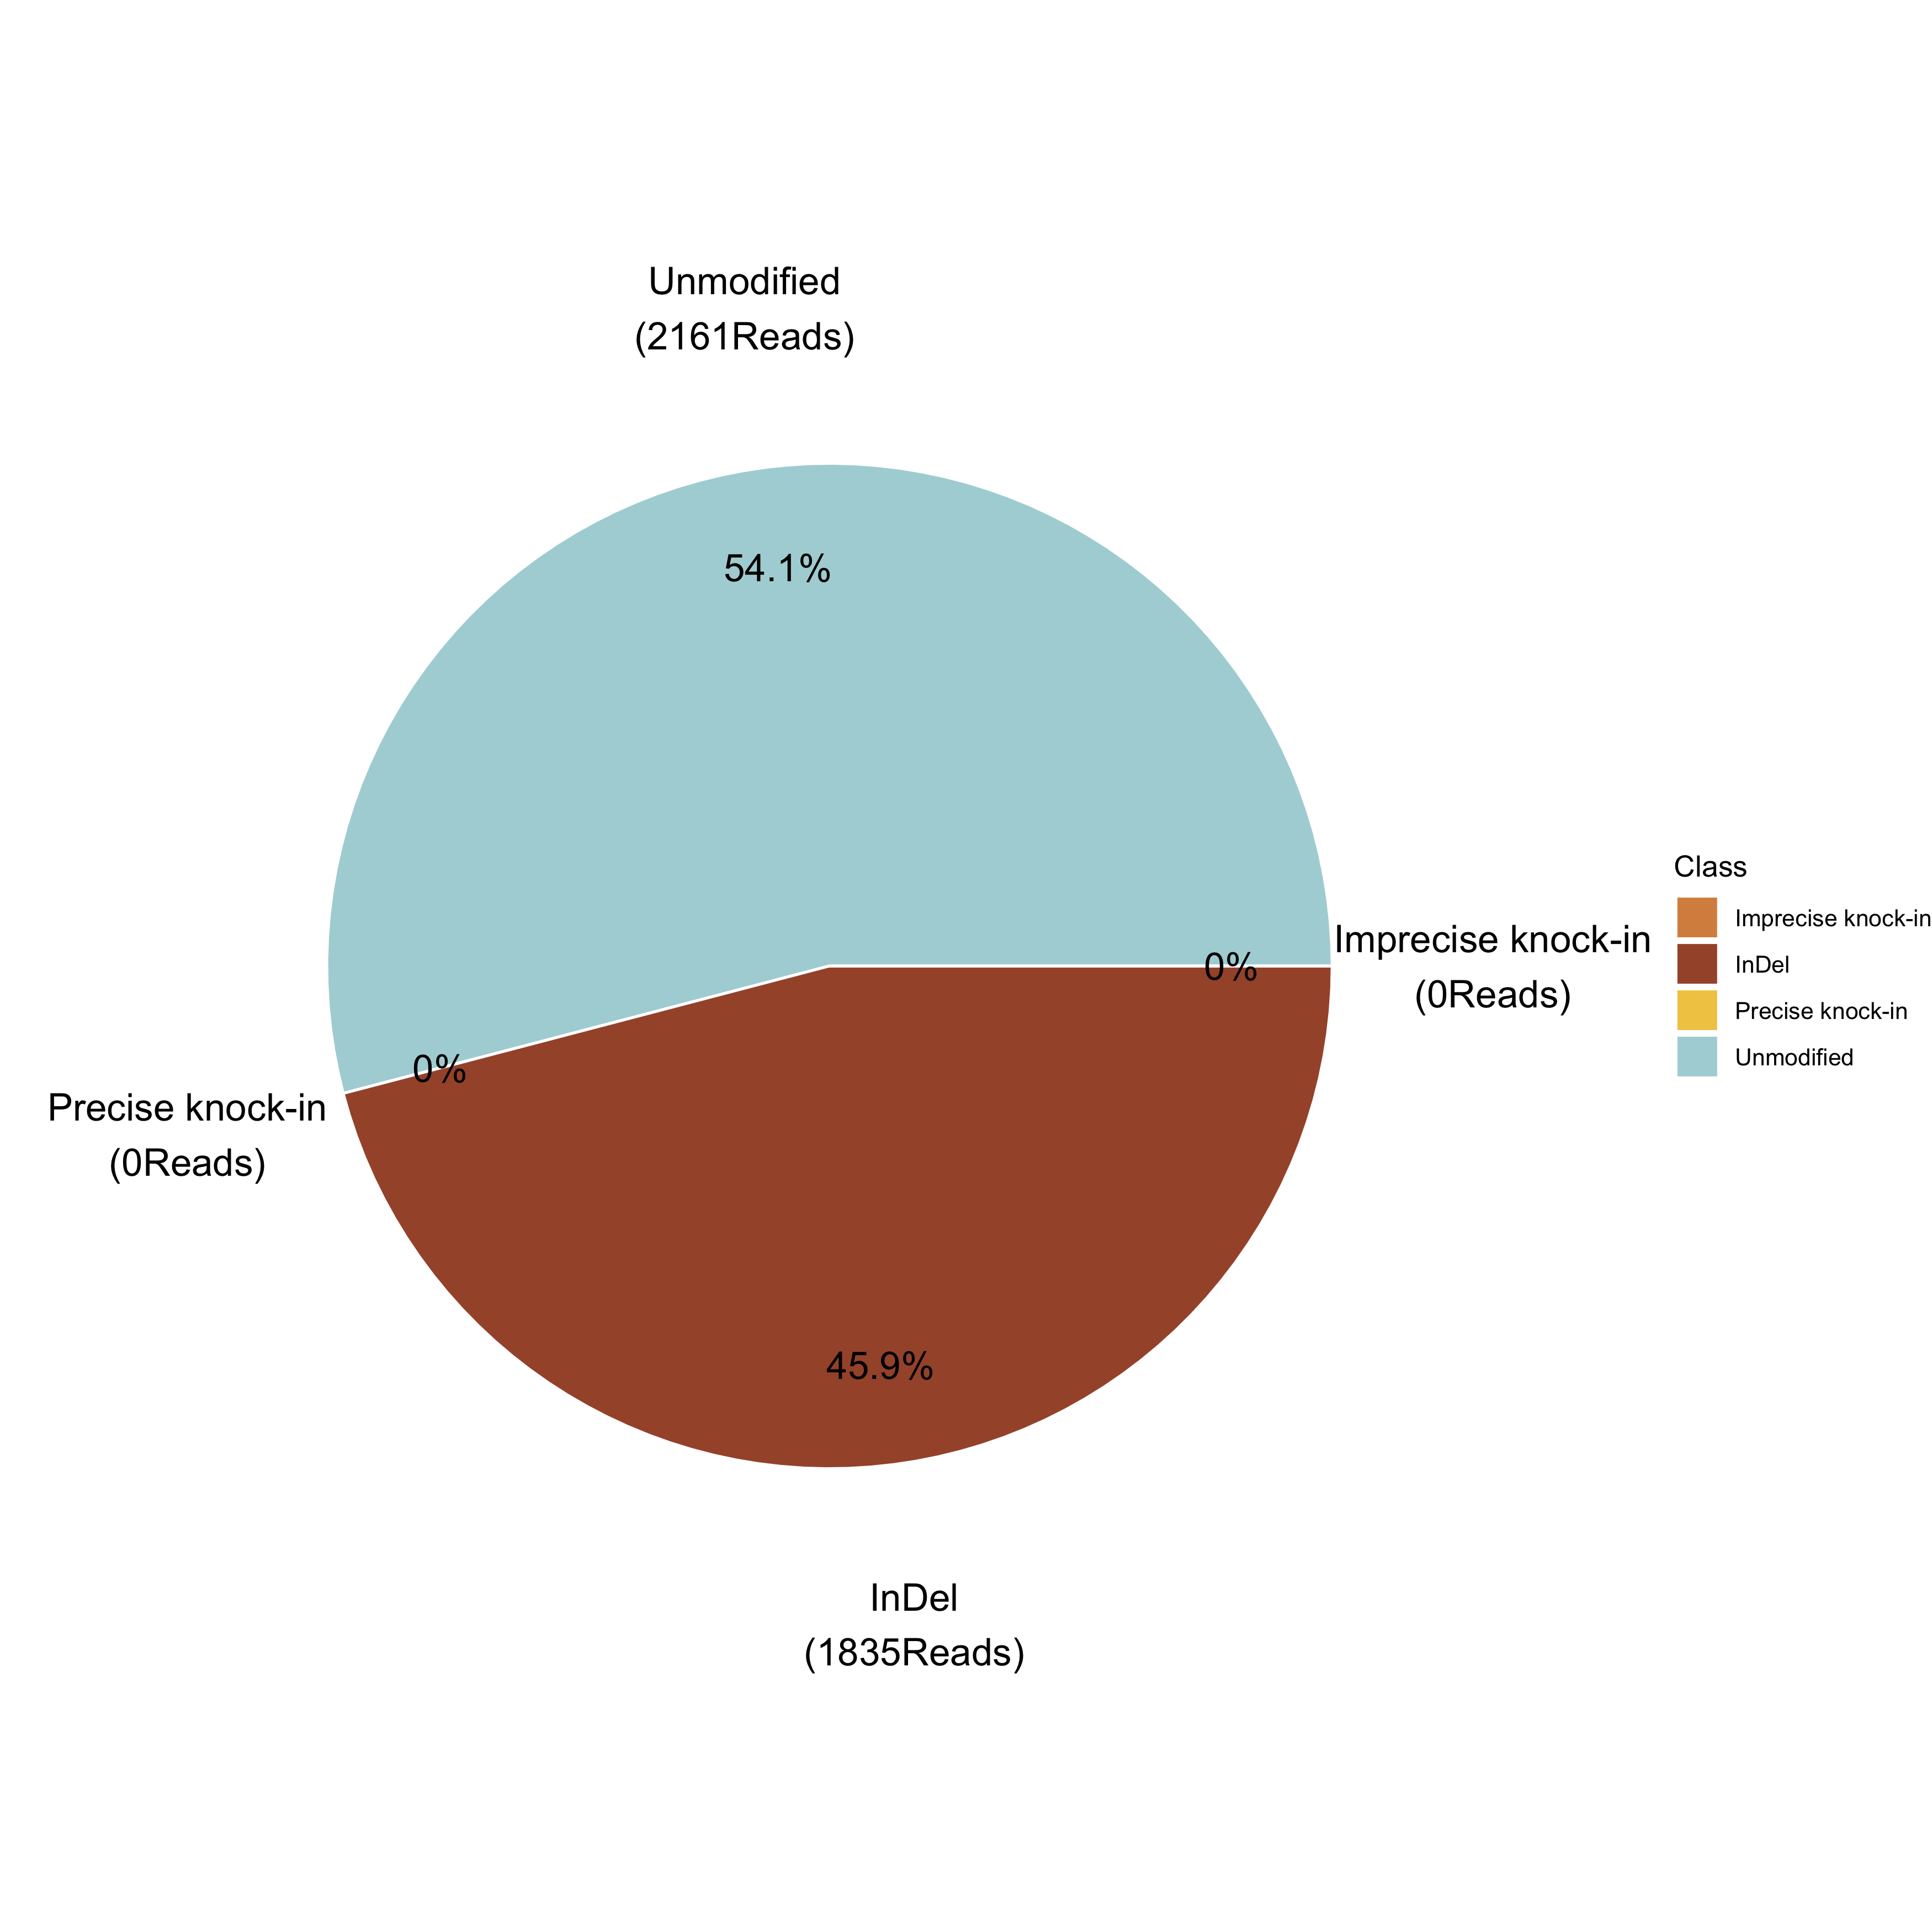 Unmodified
(2161Reads)
54.1%
Imprecise knock-in
(0Reads)
0%
0%
Precise knock-in
(0Reads)
45.9%
InDel
(1835Reads)
Class
Imprecise knock-in
InDel
Precise knock-in
Unmodified